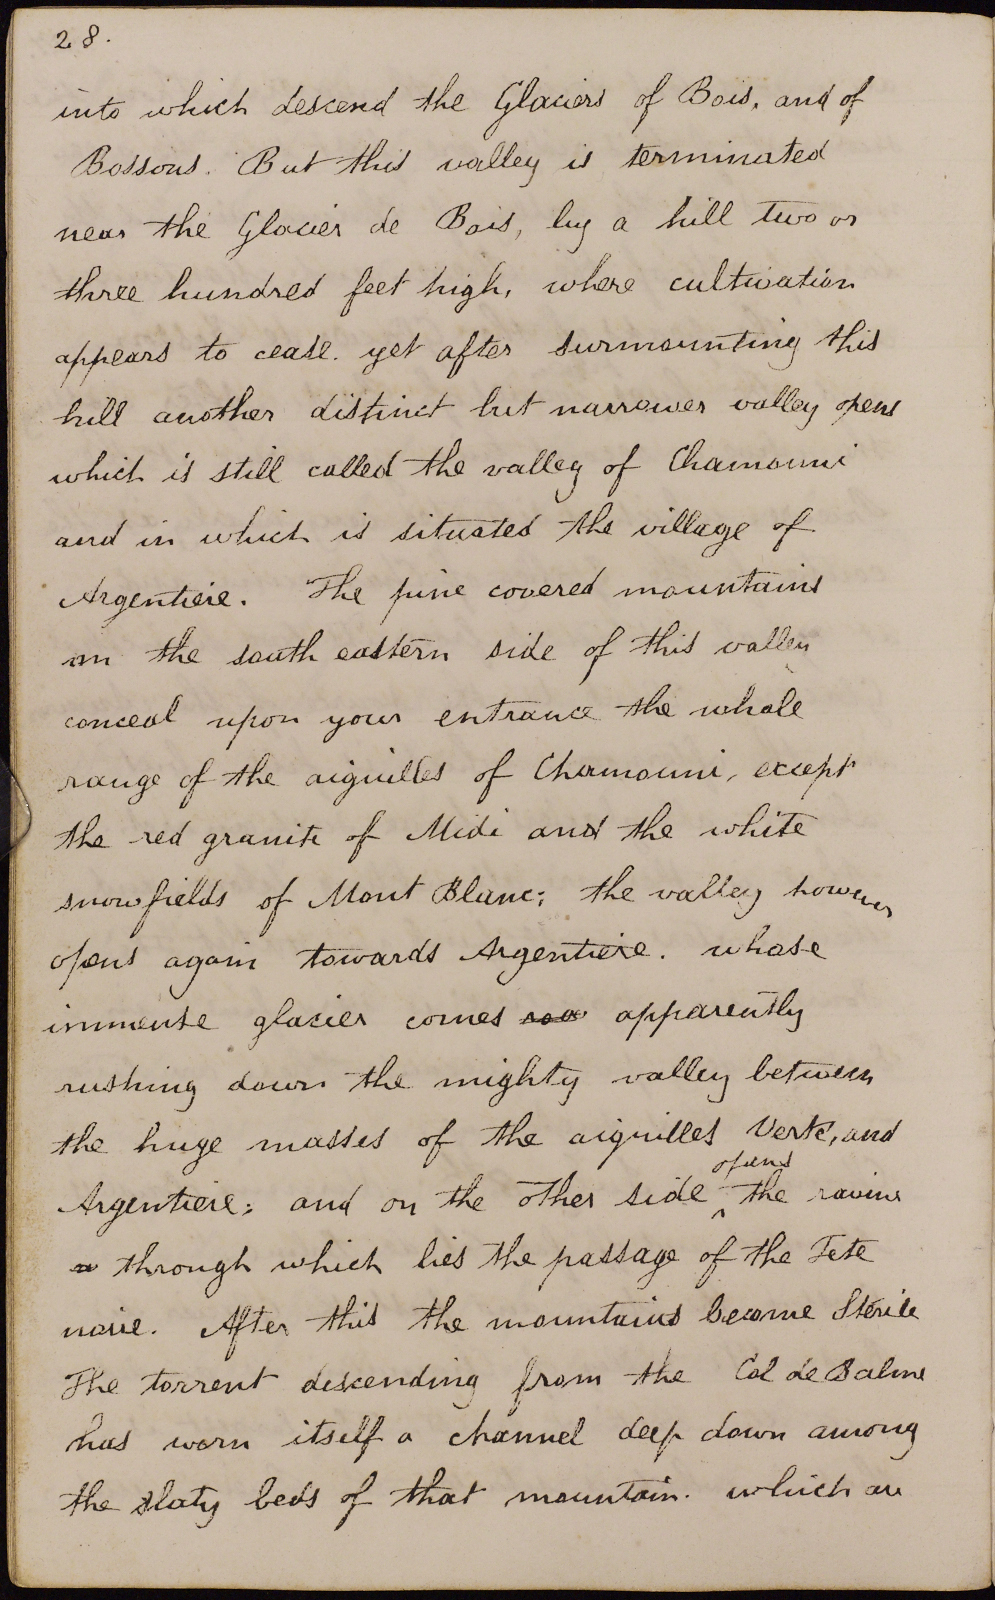 28.
into which descend the Glaciers of Bois, and of
Bossons. But this valley is terminated
near the Glacier de Bois, by a hill two or
three hundred feet high, where cultivation
appears to cease. yet after surmounting this
hill another distinct but narrower valley opens
which is still called the valley of Chamouni
and in which is situated the village of
Argentiere. The pine covered mountains
on the south eastern side of this valley
conceal upon your entrance the whole
range of the aiguilles of Chamouni, except
the red granite of Midi and the white
snowfields of Mont Blanc; the valley however
opens again towards Argentiere. whose
immense glacier comes apparently
rushing down the mighty valley between
the huge masses of the aiguilles Verte, and
opens
Argentiere; and on the other side ^ the ravine
through which lies the passage of the Tete
noire. After this the mountains become Sterile
The torrent descending from the Col de Balme
has worn itself a channel deep down among
the slaty beds of that mountain. which are